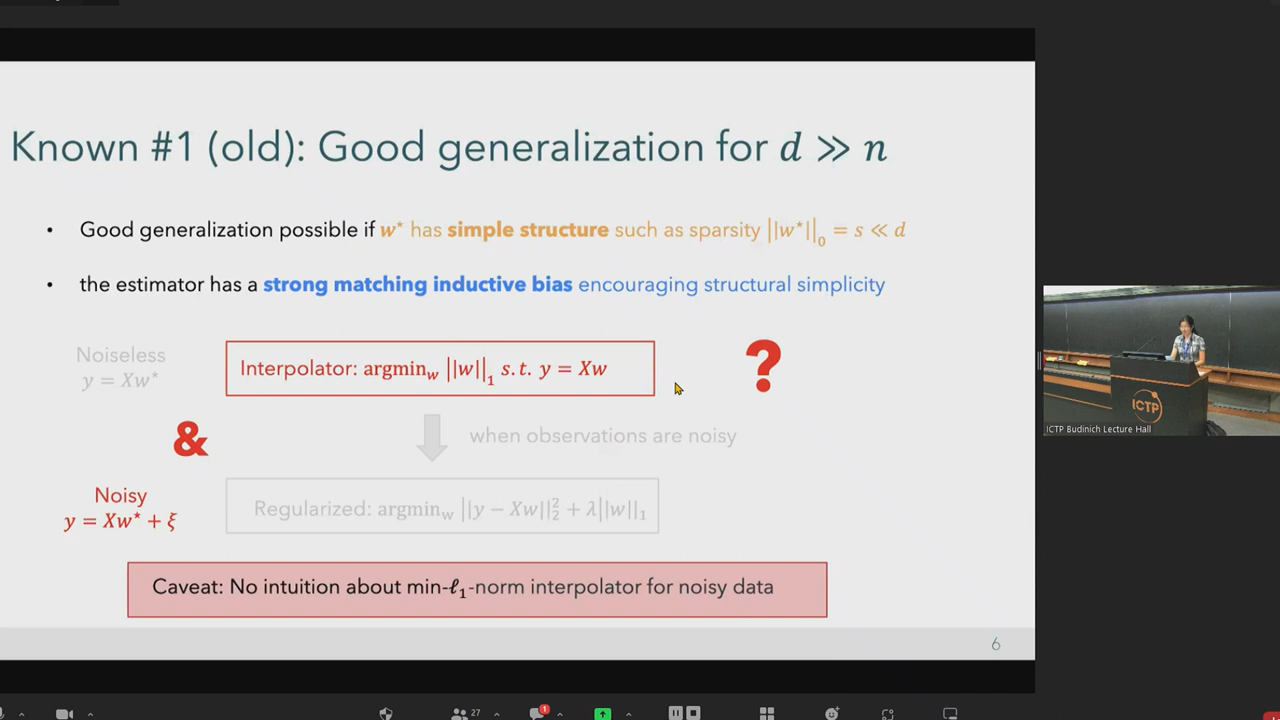 Known #1 (old): Good generalization for d ≫ n
• Good generalization possible if w* has simple structure such as sparsity ||w*||₀ = s ≪ d
• the estimator has a strong matching inductive bias encouraging structural simplicity
Noiseless
y = Xw*
Interpolator: argmin_w ||w||₁ s.t. y = Xw
?
&
when observations are noisy
Noisy
y = Xw* + ξ
Regularized: argmin_w ||y − Xw||₂² + λ||w||₁
Caveat: No intuition about min-ℓ₁-norm interpolator for noisy data
6
ICTP
ICTP Budinich Lecture Hall
27
1